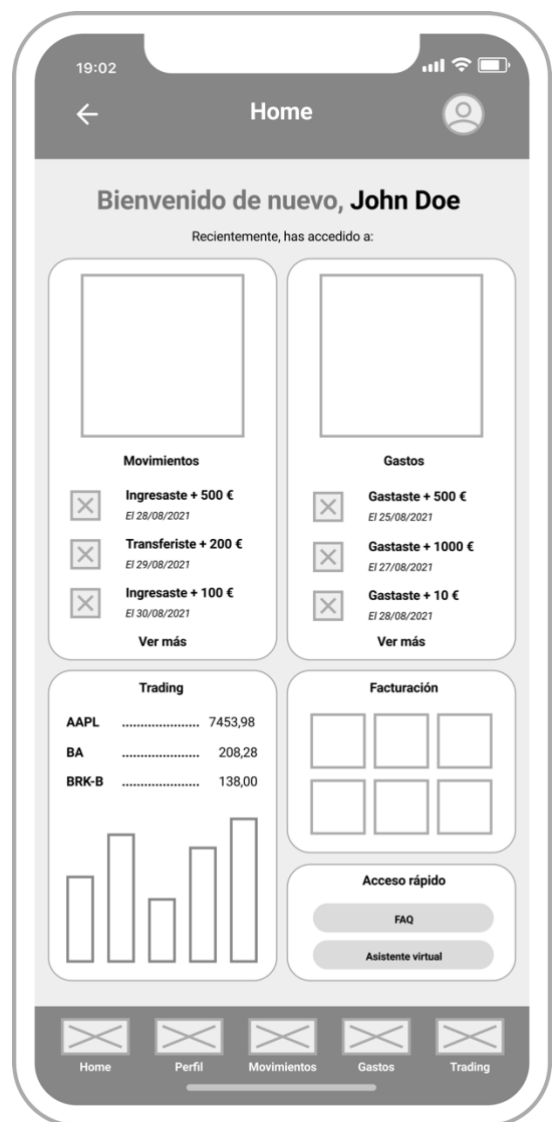 19:02
Home
Bienvenido de nuevo, John Doe
Recientemente, has accedido a:
Movimientos
Ingresaste + 500 €
El 28/08/2021
Transferiste + 200 €
El 29/08/2021
Ingresaste + 100 €
El 30/08/2021
Ver más
Gastos
Gastaste + 500 €
El 25/08/2021
Gastaste + 1000 €
El 27/08/2021
Gastaste + 10 €
El 28/08/2021
Ver más
Trading
AAPL ...................... 7453,98
BA ...................... 208,28
BRK-B ...................... 138,00
Facturación
Acceso rápido
FAQ
Asistente virtual
Home Perfil Movimientos Gastos Trading